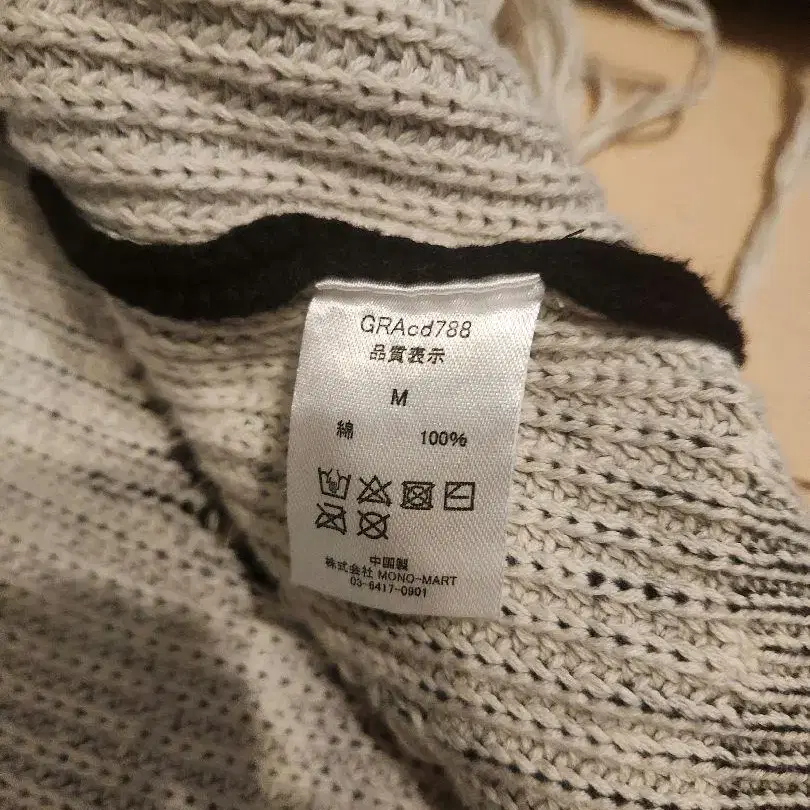 GRAcd788
品質表示
M
綿 100%
中国製
株式会社 MONO-MART
03-6417-0901